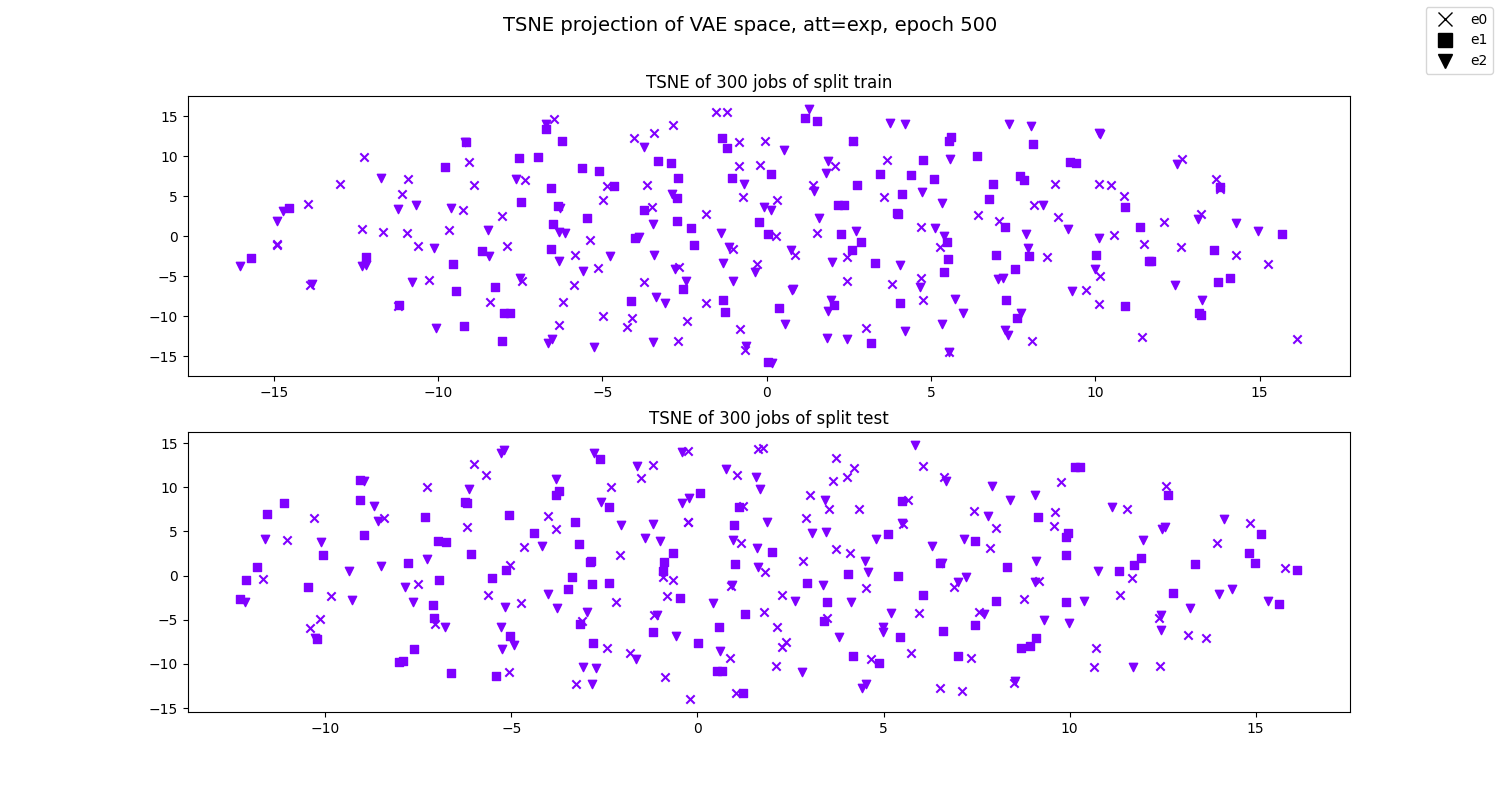 TSNE projection of VAE space, att=exp, epoch 500
e0
e1
e2
TSNE of 300 jobs of split train
15
10
5
0
−5
−10
−15
−15 −10 −5 0 5 10 15
TSNE of 300 jobs of split test
15
10
5
0
−5
−10
−15
−10 −5 0 5 10 15